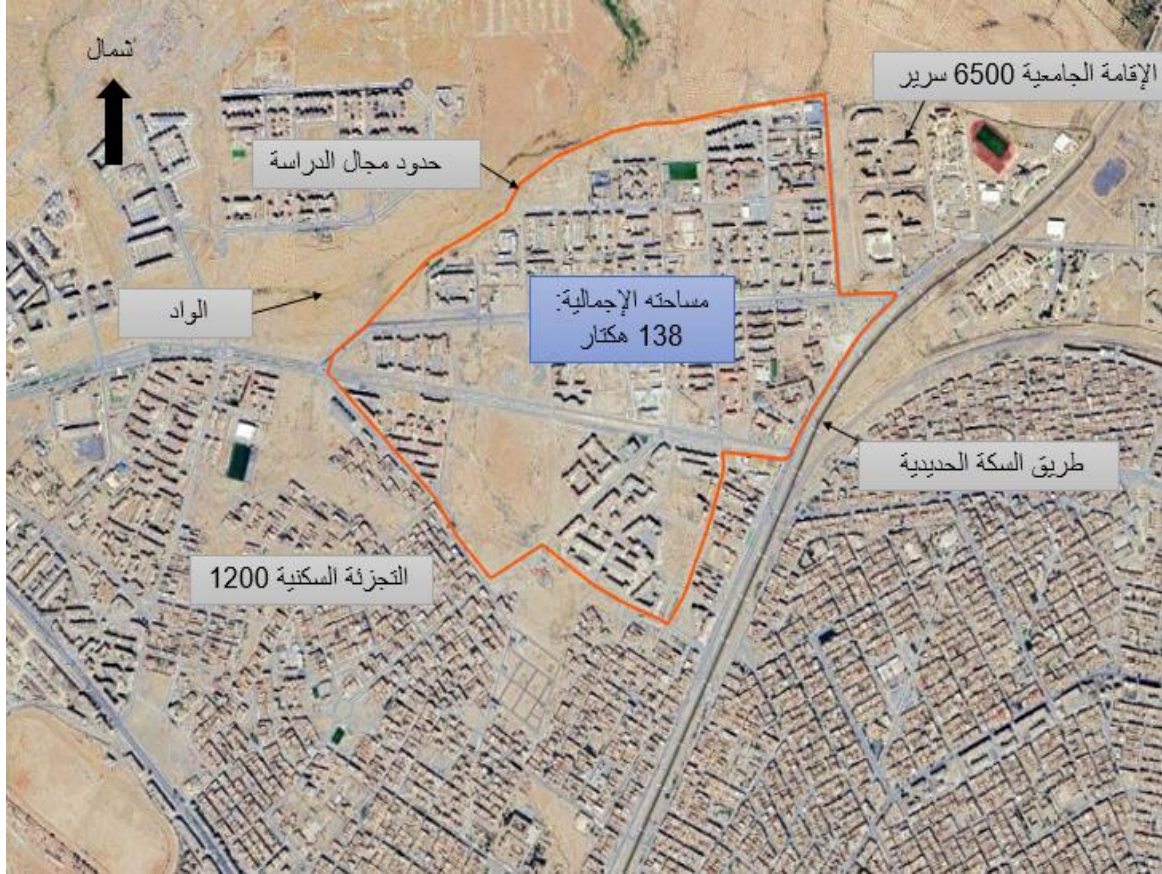 شمال
الإقامة الجامعية 6500 سرير
حدود مجال الدراسة
مساحته الإجمالية:
138 هكتار
الواد
طريق السكة الحديدية
التجزئة السكنية 1200